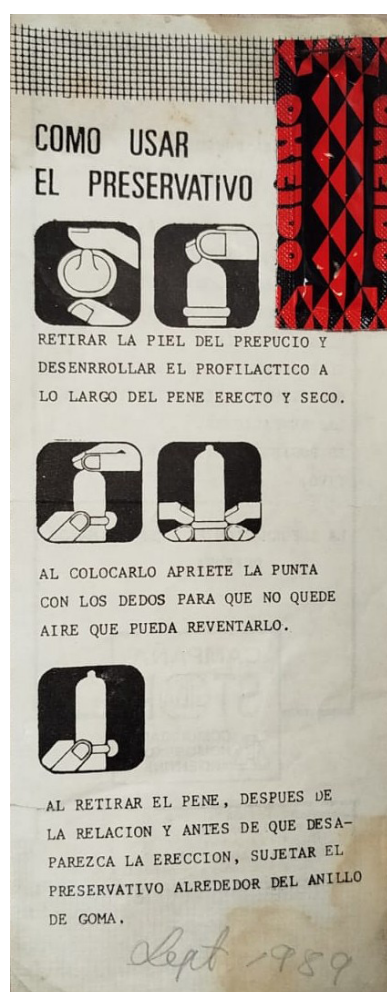 COMO USAR
EL PRESERVATIVO
RETIRAR LA PIEL DEL PREPUCIO Y
DESENRROLLAR EL PROFILACTICO A
LO LARGO DEL PENE ERECTO Y SECO.
AL COLOCARLO APRIETE LA PUNTA
CON LOS DEDOS PARA QUE NO QUEDE
AIRE QUE PUEDA REVENTARLO.
AL RETIRAR EL PENE, DESPUES DE
LA RELACION Y ANTES DE QUE DESA-
PAREZCA LA ERECCION, SUJETAR EL
PRESERVATIVO ALREDEDOR DEL ANILLO
DE GOMA.
Sept 1989